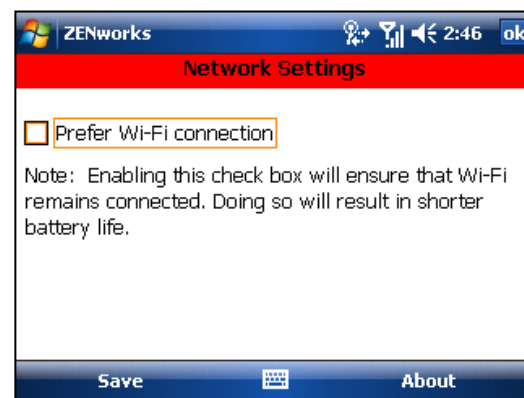 ZENworks 2:46 ok
Network Settings
Prefer Wi-Fi connection
Note: Enabling this check box will ensure that Wi-Fi
remains connected. Doing so will result in shorter
battery life.
Save About